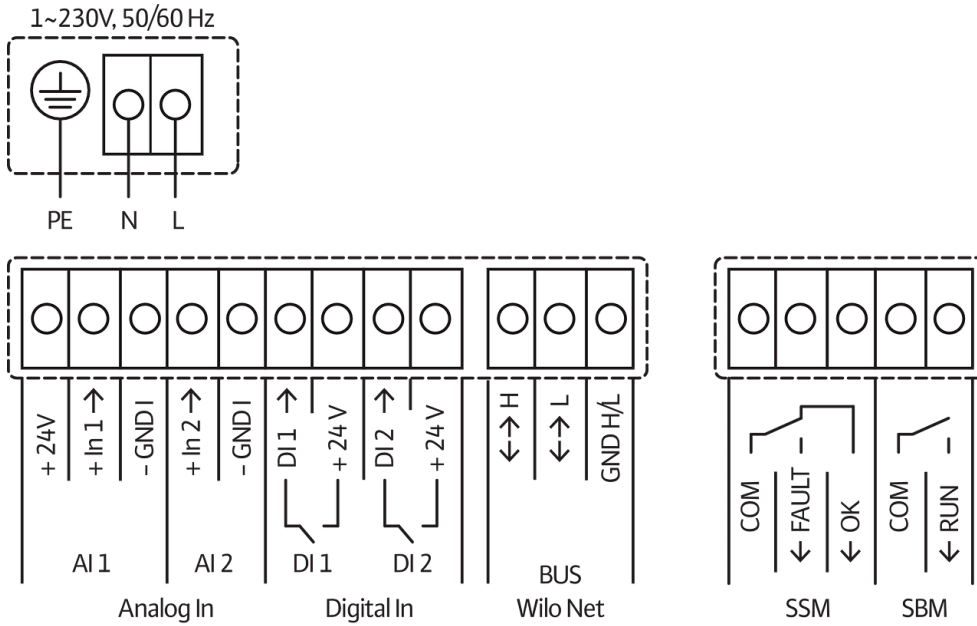 1~230V, 50/60 Hz
PE N L
+ 24V
+ In 1 →
– GND I
+ In 2 →
– GND I
DI 1 →
+ 24 V
DI 2 →
+ 24 V
↔ H
↔ L
GND H/L
COM
← FAULT
← OK
COM
← RUN
AI 1 AI 2 DI 1 DI 2
Analog In Digital In
BUS
Wilo Net
SSM SBM